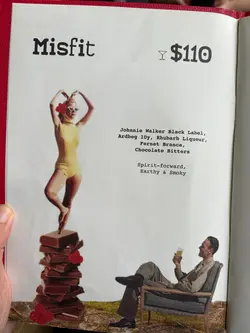 Misfit
$110
Johnnie Walker Black Label,
Ardbeg 10y, Rhubarb Liqueur,
Fernet Branca,
Chocolate Bitters
Spirit-forward,
Earthy & Smoky